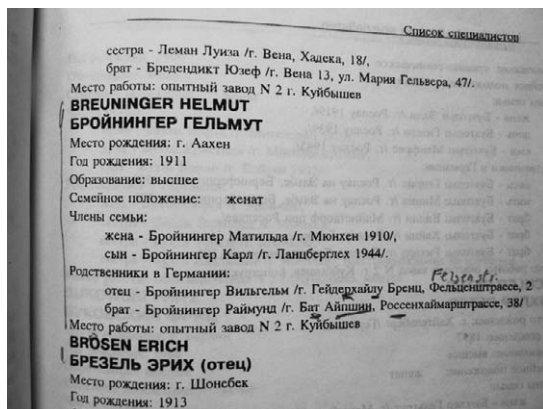 Список специалистов
сестра - Леман Луиза /г. Вена, Хадека, 18/,
брат - Бредендикт Юзеф /г. Вена 13, ул. Мария Гельвера, 47/.
Место работы: опытный завод N 2 г. Куйбышев
BREUNINGER HELMUT
БРОЙНИНГЕР ГЕЛЬМУТ
Место рождения: г. Аахен
Год рождения: 1911
Образование: высшее
Семейное положение: женат
Члены семьи:
жена - Бройнингер Матильда /г. Мюнхен 1910/,
сын - Бройнингер Карл /г. Ланцберглех 1944/.
Родственники в Германии:
Felsenstr.
отец - Бройнингер Вильгельм /г. Гейдерхайлу Бренц, Фельценштрассе, 2
брат - Бройнингер Раймунд /г. Бат Айпшин, Россенхаймарштрассе, 38/
Место работы: опытный завод N 2 г. Куйбышев
BRÖSEN ERICH
БРЕЗЕЛЬ ЭРИХ (отец)
Место рождения: г. Шонебек
Год рождения: 1913